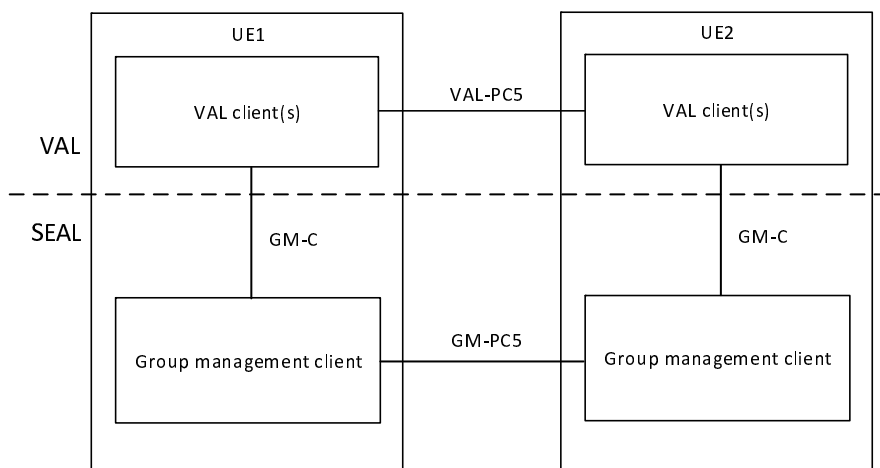 UE1
UE2
VAL client(s)
VAL-PC5
VAL client(s)
VAL
SEAL
GM-C
GM-C
Group management client
GM-PC5
Group management client